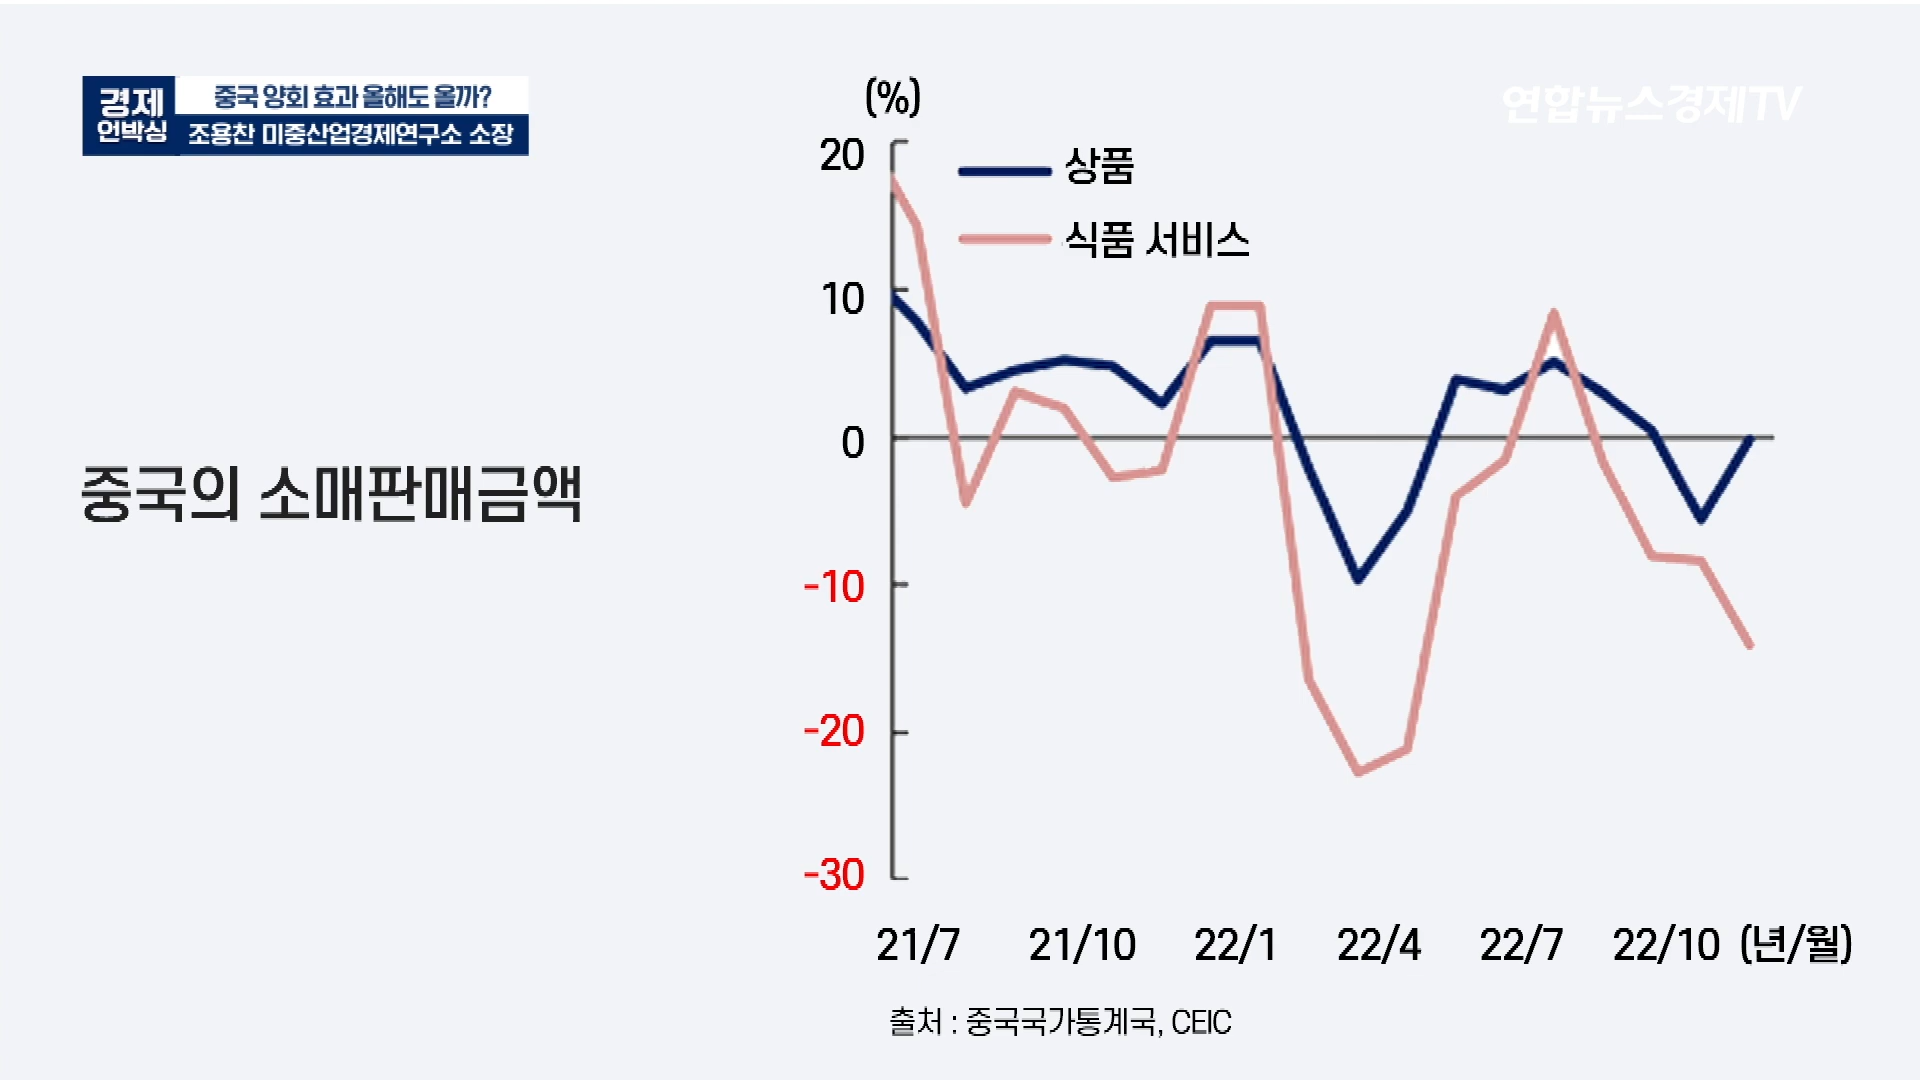 경제
언박싱
중국 양회 효과 올해도 올까?
조용찬 미중산업경제연구소 소장
연합뉴스경제TV
중국의 소매판매금액
(%)
상품
식품 서비스
20
10
0
-10
-20
-30
21/7 21/10 22/1 22/4 22/7 22/10 (년/월)
출처 : 중국국가통계국, CEIC